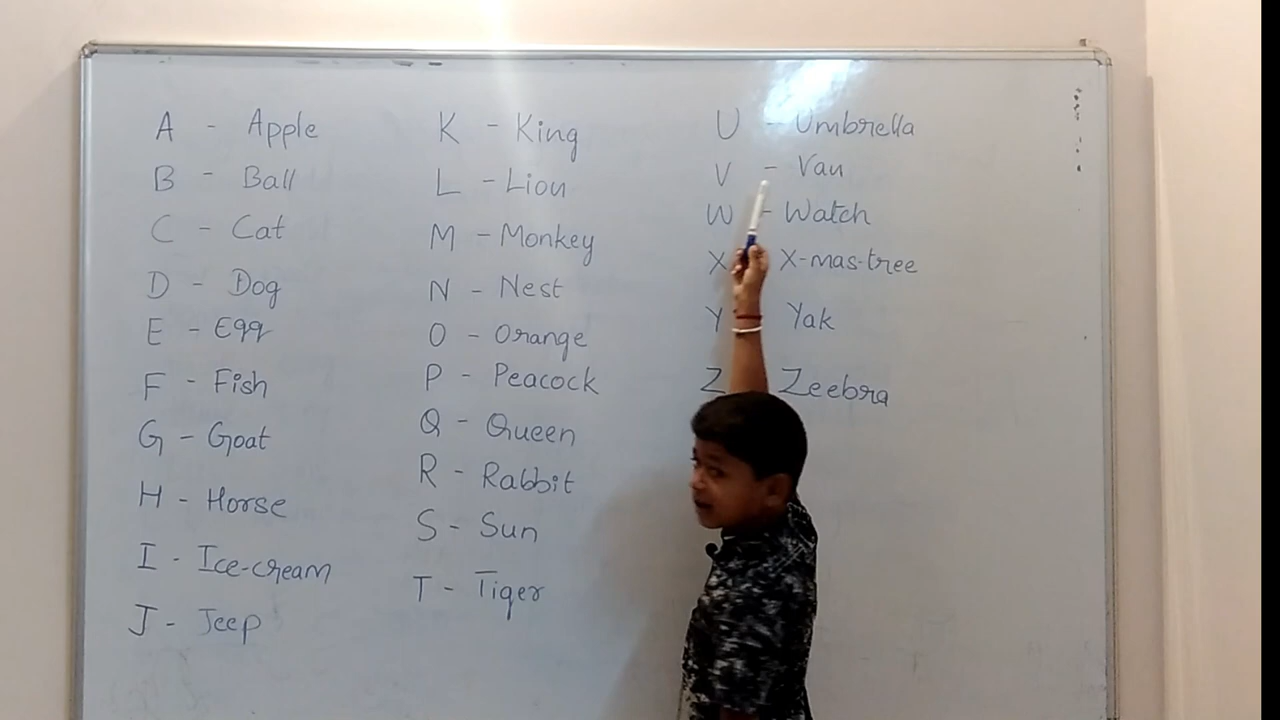 A - Apple
B - Ball
C - Cat
D - Dog
E - Egg
F - Fish
G - Goat
H - Horse
I - Ice-cream
J - Jeep
K - King
L - Lion
M - Monkey
N - Nest
O - Orange
P - Peacock
Q - Queen
R - Rabbit
S - Sun
T - Tiger
U - Umbrella
V - Van
W - Watch
X X-mas-tree
Y Yak
Z Zeebra